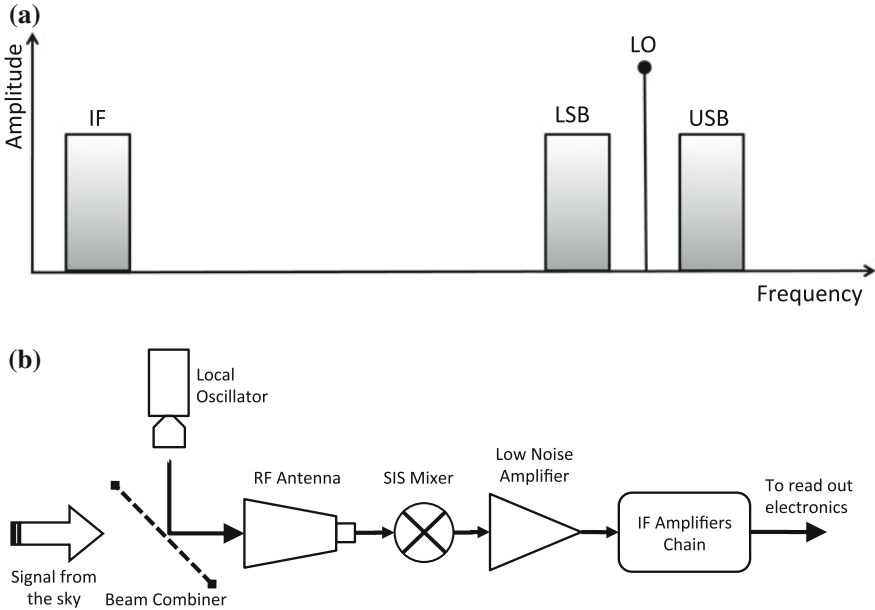 (a)
Amplitude
IF
LSB
LO
USB
Frequency
(b)
Local
Oscillator
RF Antenna
SIS Mixer
Low Noise
Amplifier
To read out
electronics
IF Amplifiers
Chain
Signal from
the sky
Beam Combiner